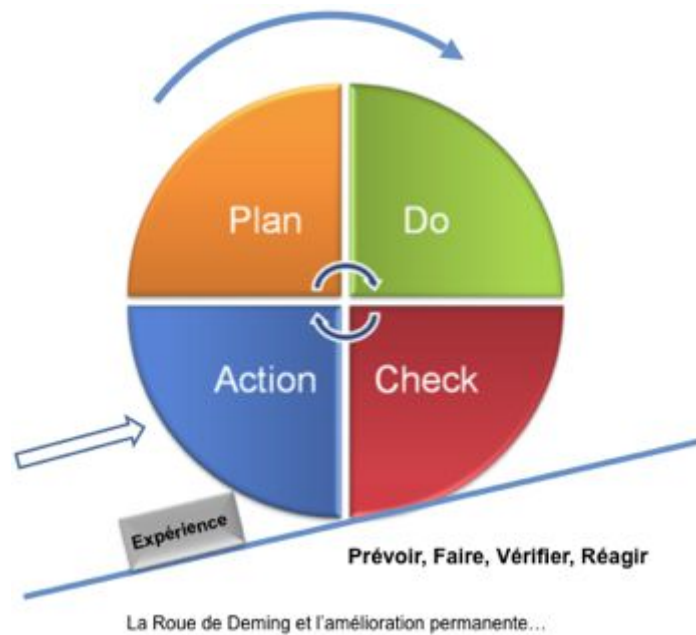 Plan
Do
Action
Check
Expérience
Prévoir, Faire, Vérifier, Réagir
La Roue de Deming et l'amélioration permanente…